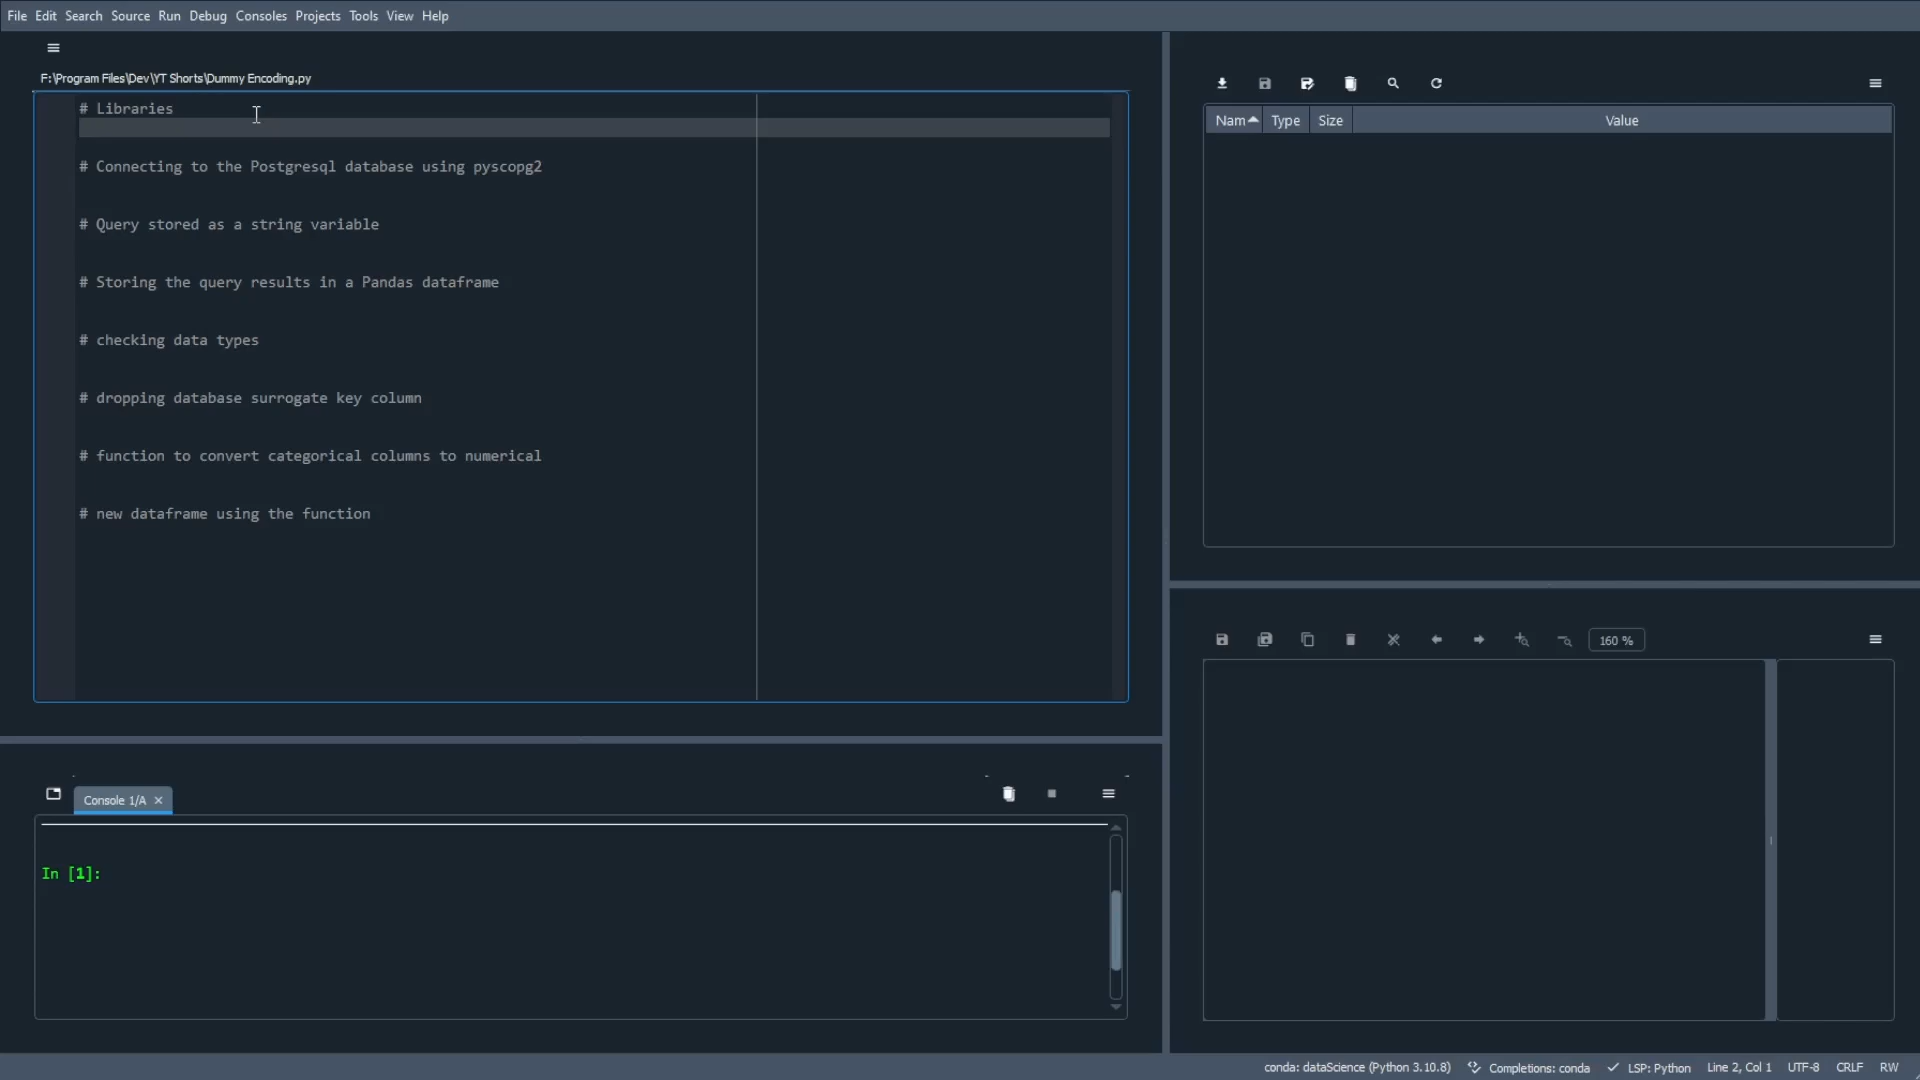 File Edit Search Source Run Debug Consoles Projects Tools View Help
F:\Program Files\Dev\YT Shorts\Dummy Encoding.py
# Libraries
# Connecting to the Postgresql database using pyscopg2
# Query stored as a string variable
# Storing the query results in a Pandas dataframe
# checking data types
# dropping database surrogate key column
# function to convert categorical columns to numerical
# new dataframe using the function
Nam Type Size Value
160 %
Console 1/A
In [1]:
conda: dataScience (Python 3.10.8) Completions: conda LSP: Python Line 2, Col 1 UTF-8 CRLF RW